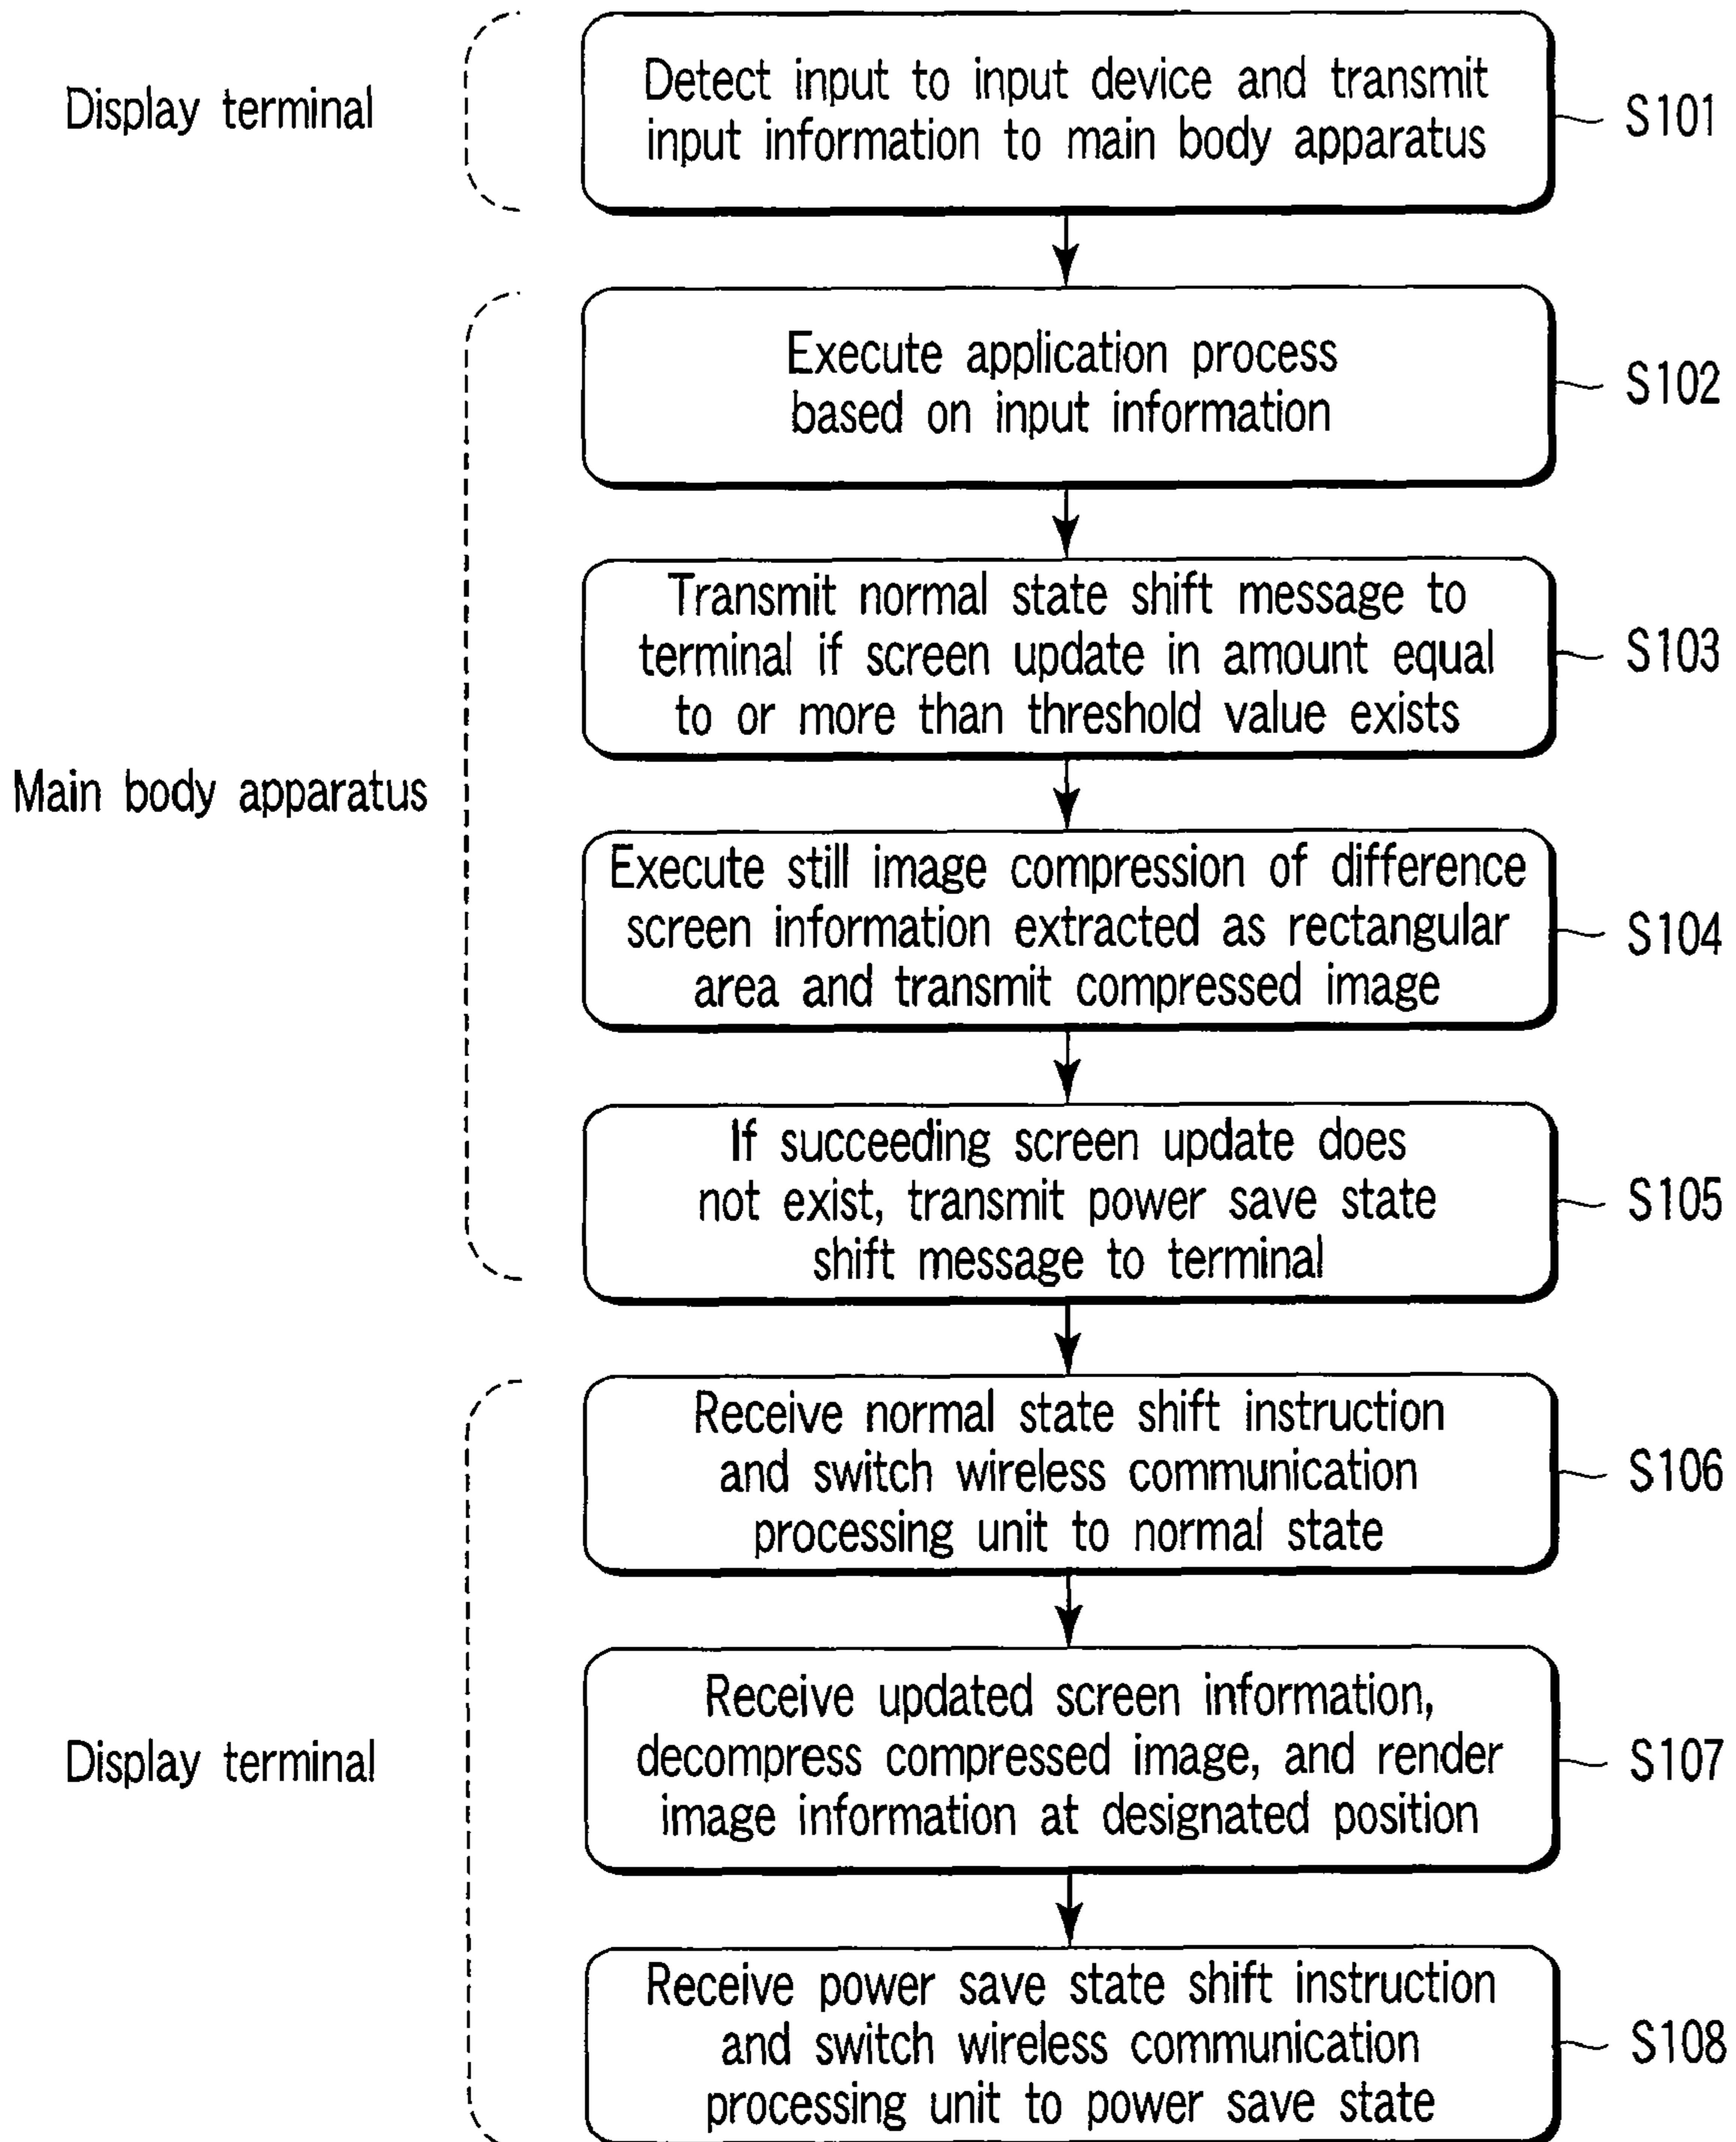 Display terminal
Detect input to input device and transmit
input information to main body apparatus
S101
Execute application process
based on input information
S102
Transmit normal state shift message to
terminal if screen update in amount equal
to or more than threshold value exists
S103
Main body apparatus
Execute still image compression of difference
screen information extracted as rectangular
area and transmit compressed image
S104
If succeeding screen update does
not exist, transmit power save state
shift message to terminal
S105
Receive normal state shift instruction
and switch wireless communication
processing unit to normal state
S106
Display terminal
Receive updated screen information,
decompress compressed image, and render
image information at designated position
S107
Receive power save state shift instruction
and switch wireless communication
processing unit to power save state
S108